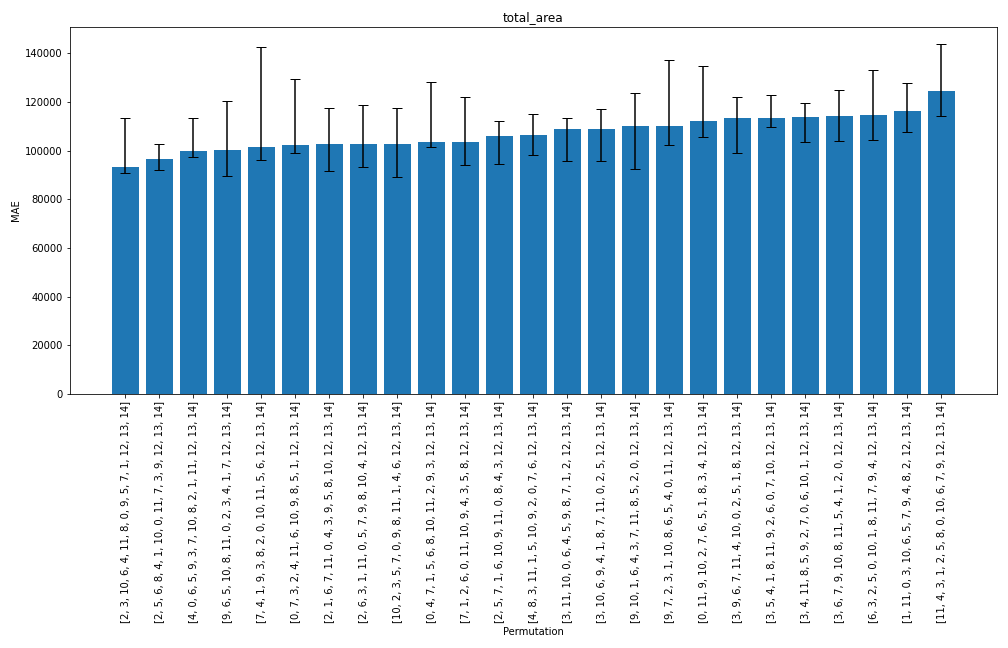 total_area
MAE
140000
120000
100000
80000
60000
40000
20000
0
[2, 3, 10, 6, 4, 11, 8, 0, 9, 5, 7, 1, 12, 13, 14]
[2, 5, 6, 8, 4, 1, 10, 0, 11, 7, 3, 9, 12, 13, 14]
[4, 0, 6, 5, 9, 3, 7, 10, 8, 2, 1, 11, 12, 13, 14]
[9, 6, 5, 10, 8, 11, 0, 2, 3, 4, 1, 7, 12, 13, 14]
[7, 4, 1, 9, 3, 8, 2, 0, 10, 11, 5, 6, 12, 13, 14]
[0, 7, 3, 2, 4, 11, 6, 10, 9, 8, 5, 1, 12, 13, 14]
[2, 1, 6, 7, 11, 0, 4, 3, 9, 5, 8, 10, 12, 13, 14]
[2, 6, 3, 1, 11, 0, 5, 7, 9, 8, 10, 4, 12, 13, 14]
[10, 2, 3, 5, 7, 0, 9, 8, 11, 1, 4, 6, 12, 13, 14]
[0, 4, 7, 1, 5, 6, 8, 10, 11, 2, 9, 3, 12, 13, 14]
[7, 1, 2, 6, 0, 11, 10, 9, 4, 3, 5, 8, 12, 13, 14]
[2, 5, 7, 1, 6, 10, 9, 11, 0, 8, 4, 3, 12, 13, 14]
[4, 8, 3, 11, 1, 5, 10, 9, 2, 0, 7, 6, 12, 13, 14]
[3, 11, 10, 0, 6, 4, 5, 9, 8, 7, 1, 2, 12, 13, 14]
[3, 10, 6, 9, 4, 1, 8, 7, 11, 0, 2, 5, 12, 13, 14]
[9, 10, 1, 6, 4, 3, 7, 11, 8, 5, 2, 0, 12, 13, 14]
[9, 7, 2, 3, 1, 10, 8, 6, 5, 4, 0, 11, 12, 13, 14]
[0, 11, 9, 10, 2, 7, 6, 5, 1, 8, 3, 4, 12, 13, 14]
[3, 9, 6, 7, 11, 4, 10, 0, 2, 5, 1, 8, 12, 13, 14]
[3, 5, 4, 1, 8, 11, 9, 2, 6, 0, 7, 10, 12, 13, 14]
[3, 4, 11, 8, 5, 9, 2, 7, 0, 6, 10, 1, 12, 13, 14]
[3, 6, 7, 9, 10, 8, 11, 5, 4, 1, 2, 0, 12, 13, 14]
[6, 3, 2, 5, 0, 10, 1, 8, 11, 7, 9, 4, 12, 13, 14]
[1, 11, 0, 3, 10, 6, 5, 7, 9, 4, 8, 2, 12, 13, 14]
[11, 4, 3, 1, 2, 5, 8, 0, 10, 6, 7, 9, 12, 13, 14]
Permutation